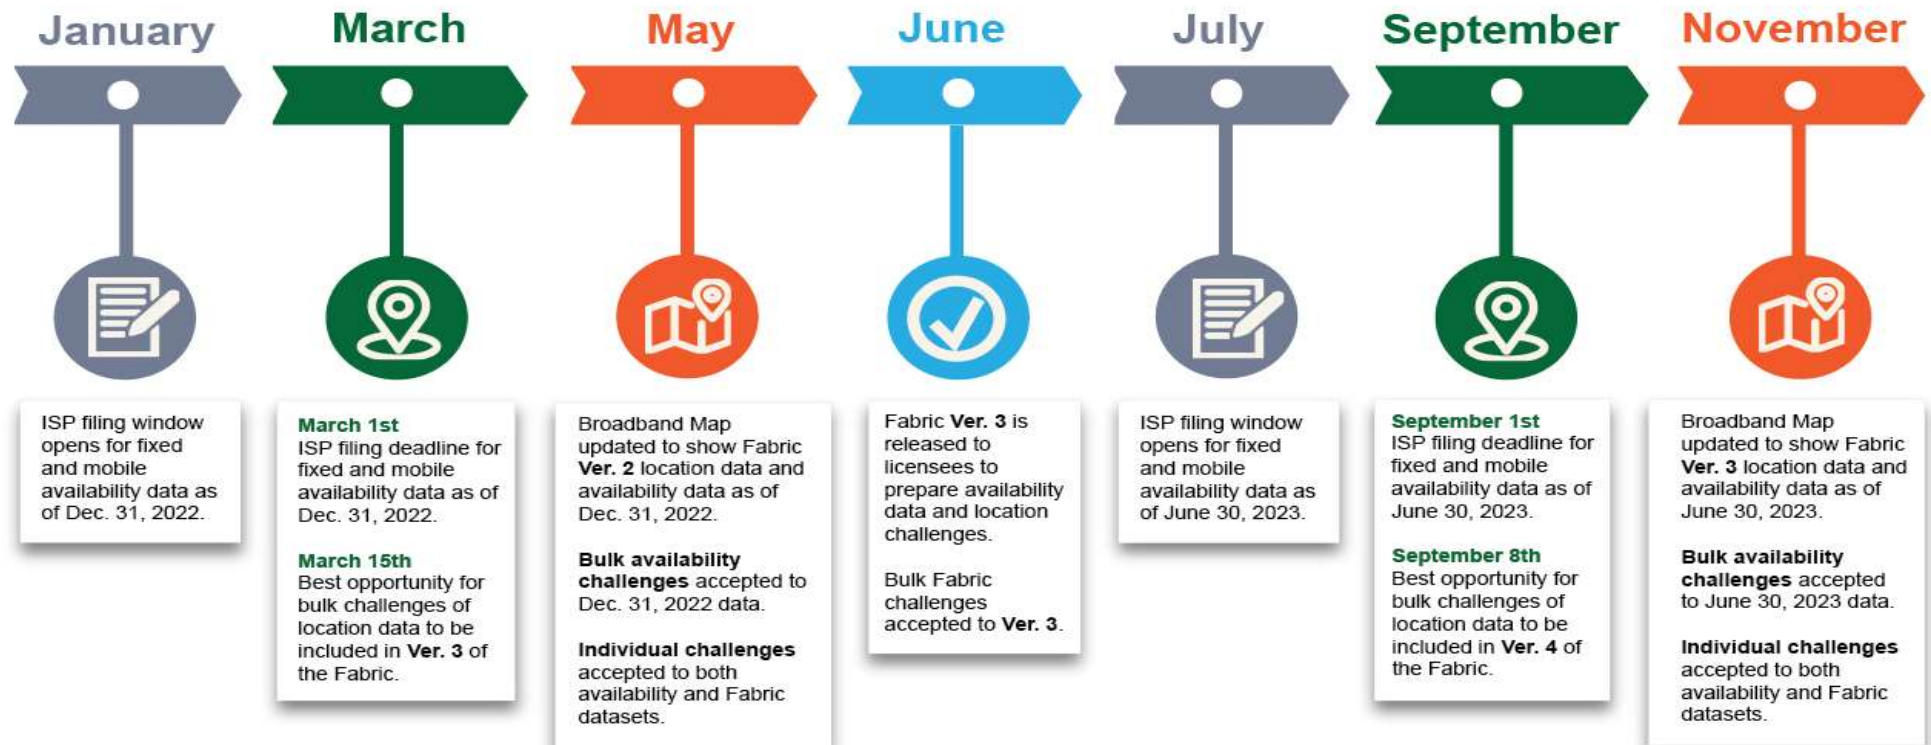 January
March
May
June
July
September
November
ISP filing window
opens for fixed
and mobile
availability data as
of Dec. 31, 2022.
March 1st
ISP filing deadline for
fixed and mobile
availability data as of
Dec. 31, 2022.
March 15th
Best opportunity for
bulk challenges of
location data to be
included in Ver. 3 of
the Fabric.
Broadband Map
updated to show Fabric
Ver. 2 location data and
availability data as of
Dec. 31, 2022.
Bulk availability
challenges accepted to
Dec. 31, 2022 data.
Individual challenges
accepted to both
availability and Fabric
datasets.
Fabric Ver. 3 is
released to
licensees to
prepare availability
data and location
challenges.
Bulk Fabric
challenges
accepted to Ver. 3.
ISP filing window
opens for fixed
and mobile
availability data as
of June 30, 2023.
September 1st
ISP filing deadline for
fixed and mobile
availability data as of
June 30, 2023.
September 8th
Best opportunity for
bulk challenges of
location data to be
included in Ver. 4 of
the Fabric.
Broadband Map
updated to show Fabric
Ver. 3 location data and
availability data as of
June 30, 2023.
Bulk availability
challenges accepted
to June 30, 2023 data.
Individual challenges
accepted to both
availability and Fabric
datasets.